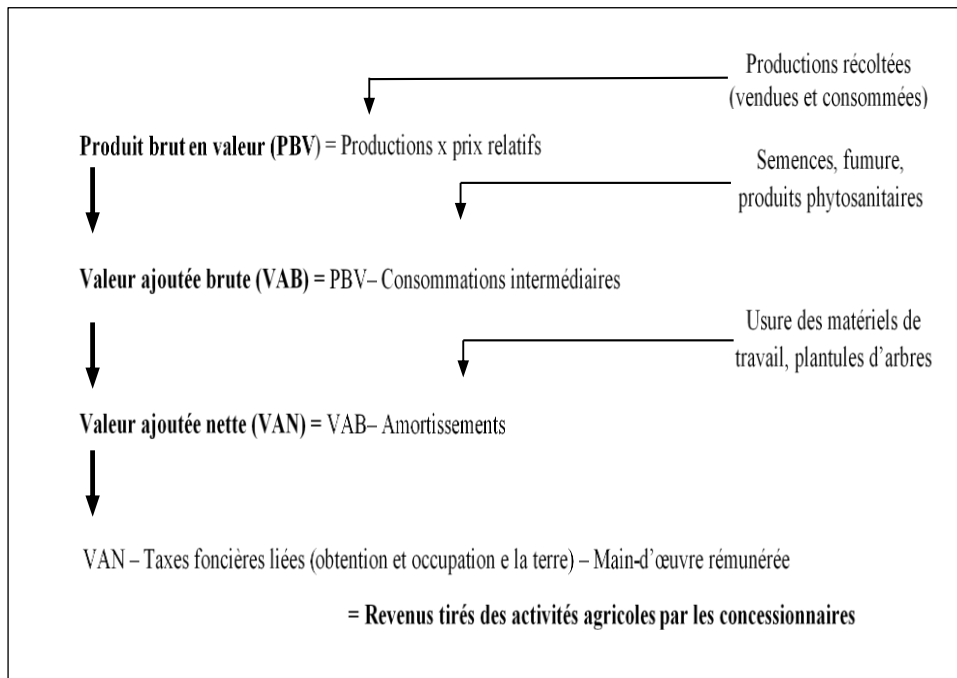 Productions récoltées
(vendues et consommées)
Produit brut en valeur (PBV) = Productions x prix relatifs
Semences, fumure,
produits phytosanitaires
Valeur ajoutée brute (VAB) = PBV– Consommations intermédiaires
Usure des matériels de
travail, plantules d’arbres
Valeur ajoutée nette (VAN) = VAB– Amortissements
VAN – Taxes foncières liées (obtention et occupation e la terre) – Main-d’œuvre rémunérée
= Revenus tirés des activités agricoles par les concessionnaires